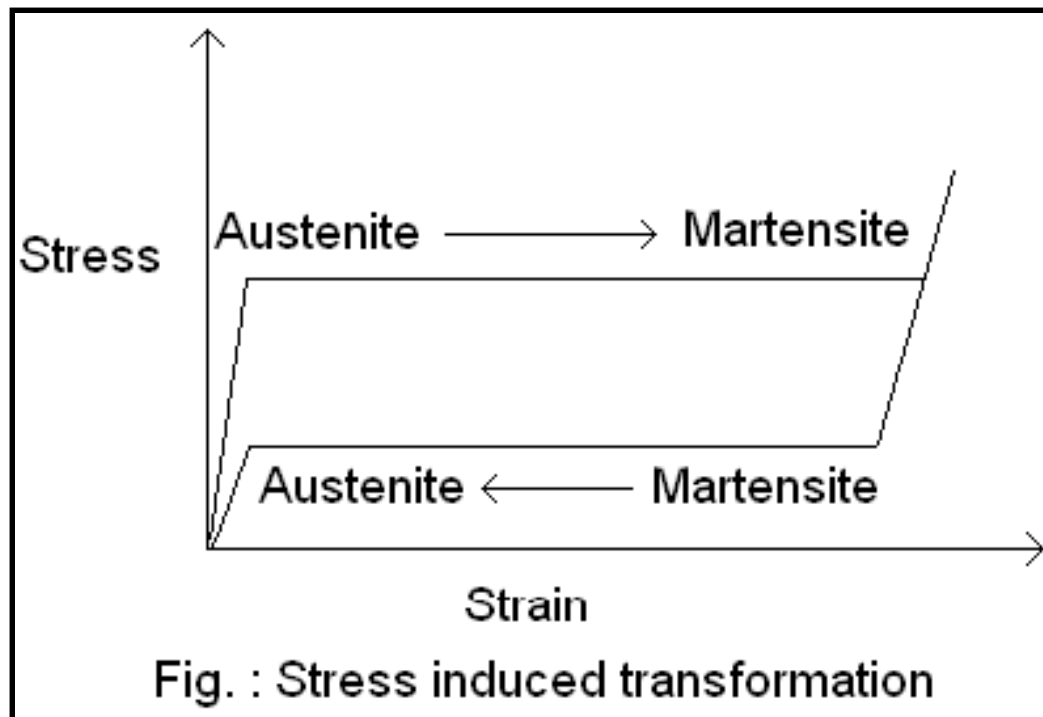 Austenite Martensite
Stress
Austenite Martensite
Strain
Fig. : Stress induced transformation